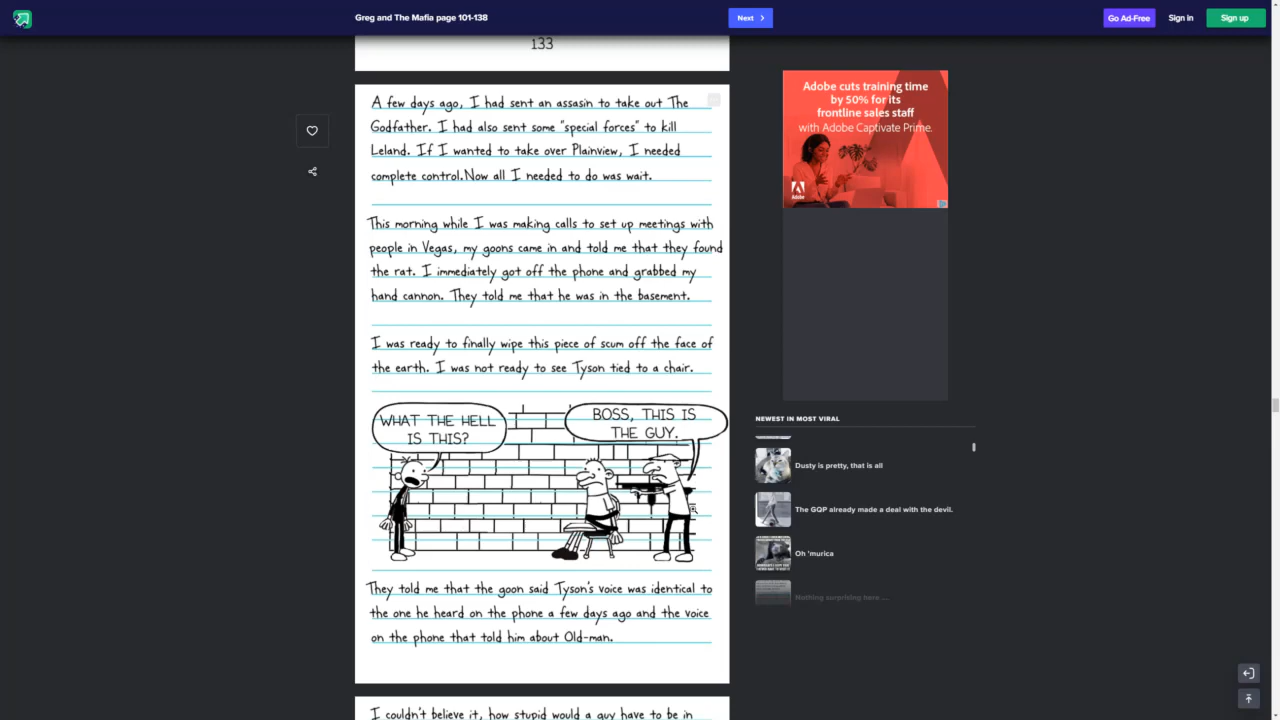 Greg and The Mafia page 101-138
Next
Go Ad-Free
Sign in
Sign up
133
A few days ago, I had sent an assasin to take out The
Godfather. I had also sent some "special forces" to kill
Leland. If I wanted to take over Plainview, I needed
complete control.Now all I needed to do was wait.
This morning while I was making calls to set up meetings with
people in Vegas, my goons came in and told me that they found
the rat. I immediately got off the phone and grabbed my
hand cannon. They told me that he was in the basement.
I was ready to finally wipe this piece of scum off the face of
the earth. I was not ready to see Tyson tied to a chair.
WHAT THE HELL
IS THIS?
BOSS, THIS IS
THE GUY.
They told me that the goon said Tyson's voice was identical to
the one he heard on the phone a few days ago and the voice
on the phone that told him about Old-man.
I couldn't believe it, how stupid would a guy have to be in
Adobe cuts training time
by 50% for its
frontline sales staff
with Adobe Captivate Prime.
Adobe
NEWEST IN MOST VIRAL
Dusty is pretty, that is all
The GQP already made a deal with the devil.
Oh 'murica
Nothing surprising here ...